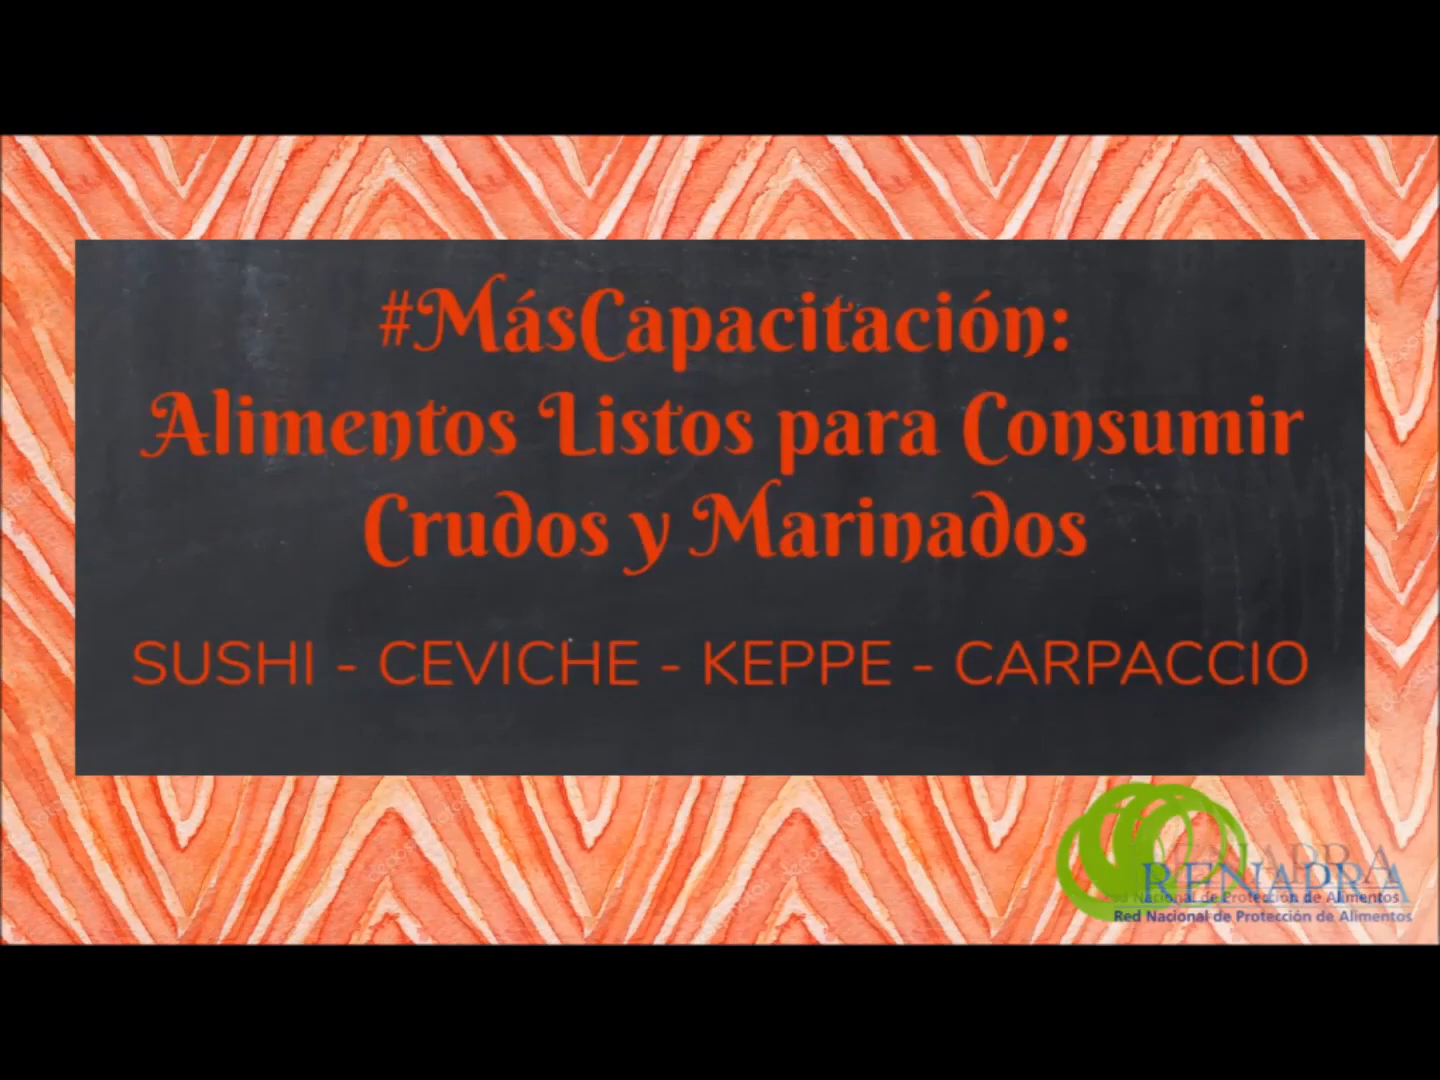 #MásCapacitación:
Alimentos Listos para Consumir
Crudos y Marinados
SUSHI - CEVICHE - KEPPE - CARPACCIO
RENAPRA
Red Nacional de Protección de Alimentos